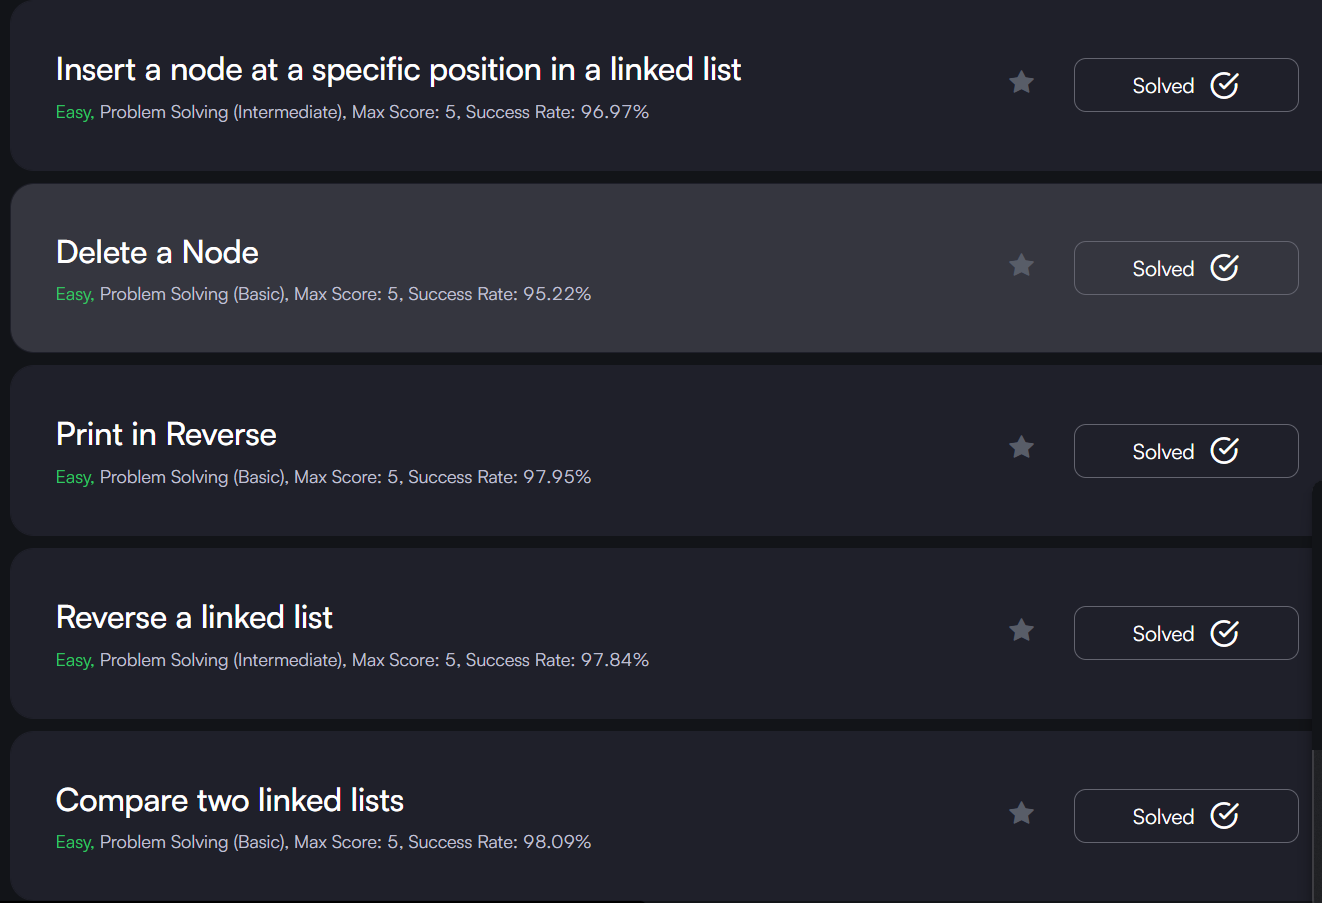 Insert a node at a specific position in a linked list
Easy, Problem Solving (Intermediate), Max Score: 5, Success Rate: 96.97%
Solved
Delete a Node
Easy, Problem Solving (Basic), Max Score: 5, Success Rate: 95.22%
Solved
Print in Reverse
Easy, Problem Solving (Basic), Max Score: 5, Success Rate: 97.95%
Solved
Reverse a linked list
Easy, Problem Solving (Intermediate), Max Score: 5, Success Rate: 97.84%
Solved
Compare two linked lists
Easy, Problem Solving (Basic), Max Score: 5, Success Rate: 98.09%
Solved